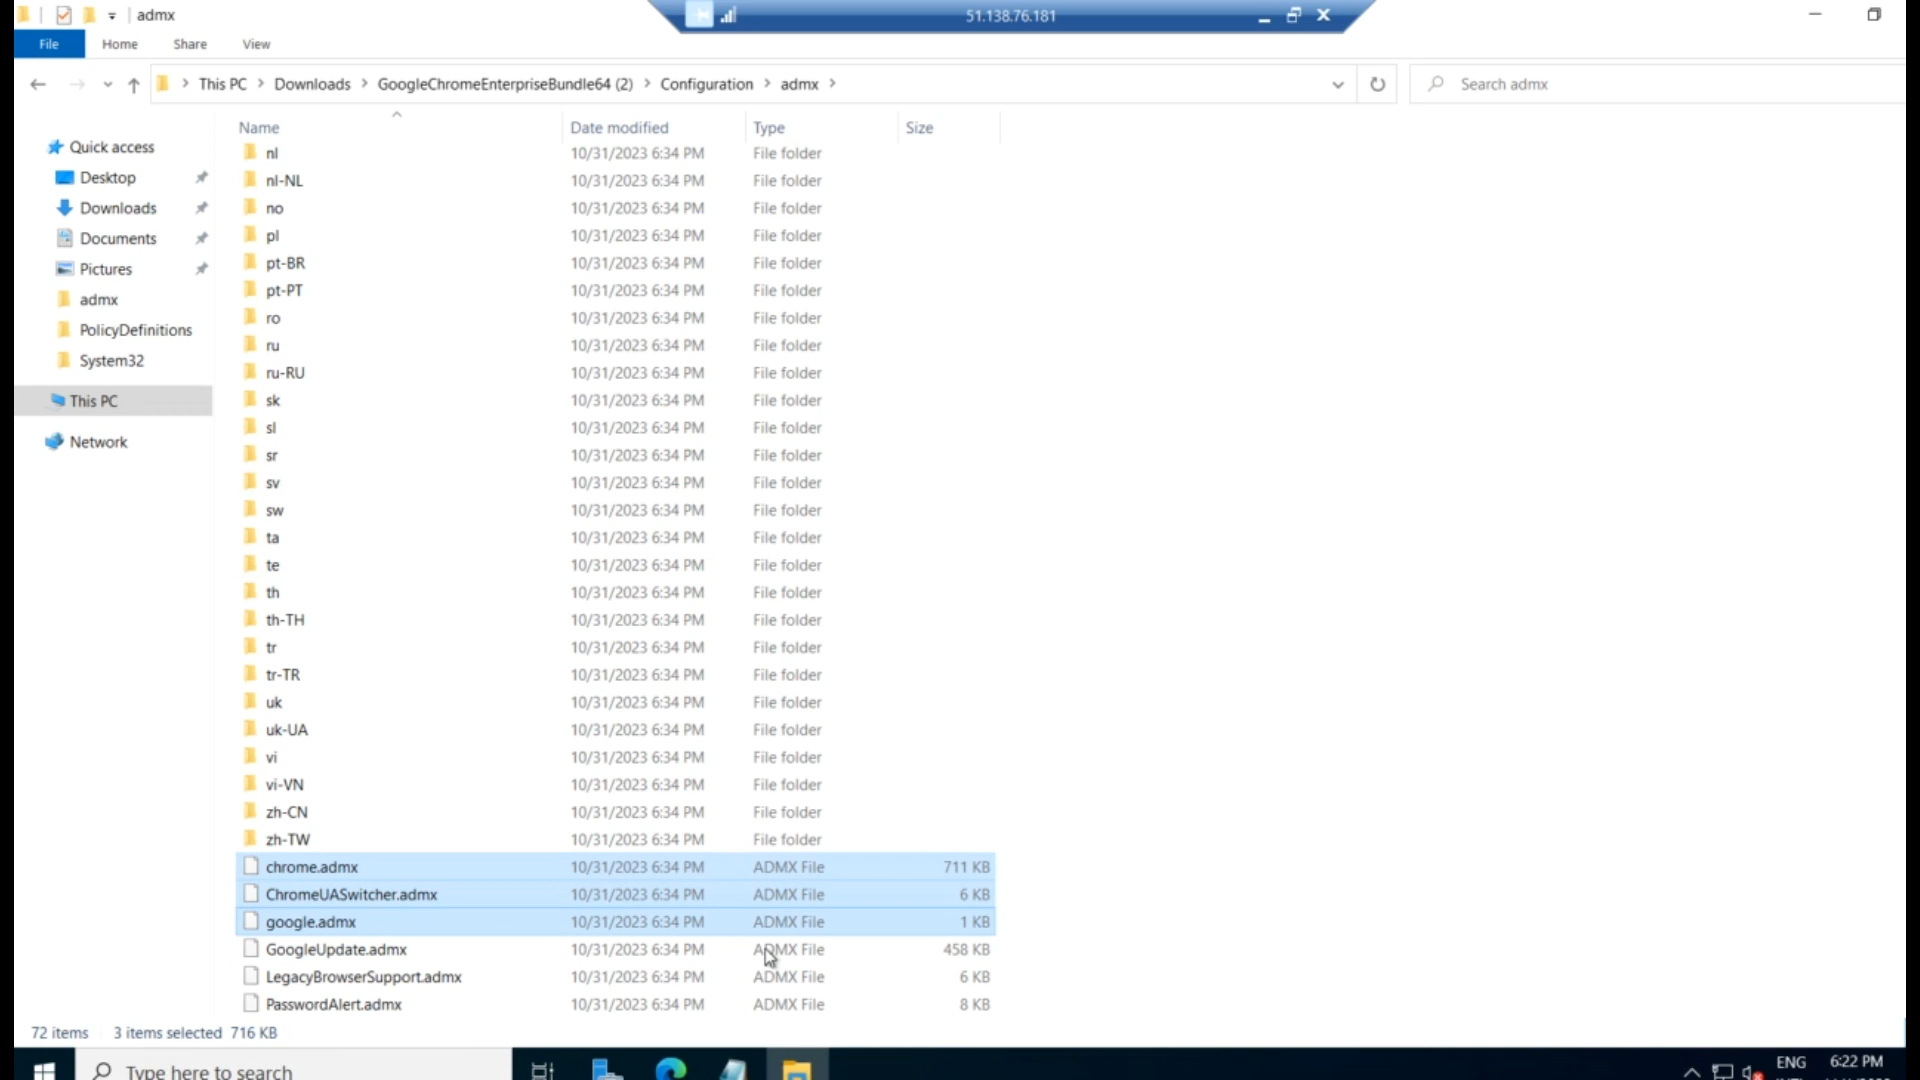 admx
51.138.76.181
File Home Share View
This PC > Downloads > GoogleChromeEnterpriseBundle64 (2) > Configuration > admx >
Search admx
Name Date modified Type Size
Quick access
Desktop
Downloads
Documents
Pictures
admx
PolicyDefinitions
System32
This PC
Network
nl 10/31/2023 6:34 PM File folder
nl-NL 10/31/2023 6:34 PM File folder
no 10/31/2023 6:34 PM File folder
pl 10/31/2023 6:34 PM File folder
pt-BR 10/31/2023 6:34 PM File folder
pt-PT 10/31/2023 6:34 PM File folder
ro 10/31/2023 6:34 PM File folder
ru 10/31/2023 6:34 PM File folder
ru-RU 10/31/2023 6:34 PM File folder
sk 10/31/2023 6:34 PM File folder
sl 10/31/2023 6:34 PM File folder
sr 10/31/2023 6:34 PM File folder
sv 10/31/2023 6:34 PM File folder
sw 10/31/2023 6:34 PM File folder
ta 10/31/2023 6:34 PM File folder
te 10/31/2023 6:34 PM File folder
th 10/31/2023 6:34 PM File folder
th-TH 10/31/2023 6:34 PM File folder
tr 10/31/2023 6:34 PM File folder
tr-TR 10/31/2023 6:34 PM File folder
uk 10/31/2023 6:34 PM File folder
uk-UA 10/31/2023 6:34 PM File folder
vi 10/31/2023 6:34 PM File folder
vi-VN 10/31/2023 6:34 PM File folder
zh-CN 10/31/2023 6:34 PM File folder
zh-TW 10/31/2023 6:34 PM File folder
chrome.admx 10/31/2023 6:34 PM ADMX File 711 KB
ChromeUASwitcher.admx 10/31/2023 6:34 PM ADMX File 6 KB
google.admx 10/31/2023 6:34 PM ADMX File 1 KB
GoogleUpdate.admx 10/31/2023 6:34 PM ADMX File 458 KB
LegacyBrowserSupport.admx 10/31/2023 6:34 PM ADMX File 6 KB
PasswordAlert.admx 10/31/2023 6:34 PM ADMX File 8 KB
72 items 3 items selected 716 KB
Type here to search
ENG 6:22 PM